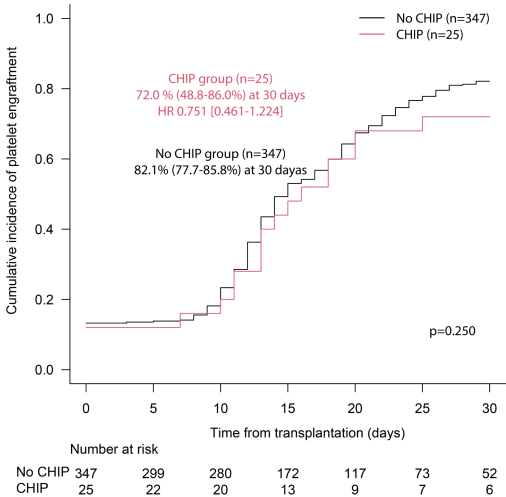 No CHIP (n=347)
CHIP (n=25)
CHIP group (n=25)
72.0 % (48.8-86.0%) at 30 days
HR 0.751 [0.461-1.224]
No CHIP group (n=347)
82.1% (77.7-85.8%) at 30 dayas
p=0.250
Cumulative incidence of platelet engraftment
1.0
0.8
0.6
0.4
0.2
0.0
0 5 10 15 20 25 30
Time from transplantation (days)
Number at risk
No CHIP 347 299 280 172 117 73 52
CHIP 25 22 20 13 9 7 6